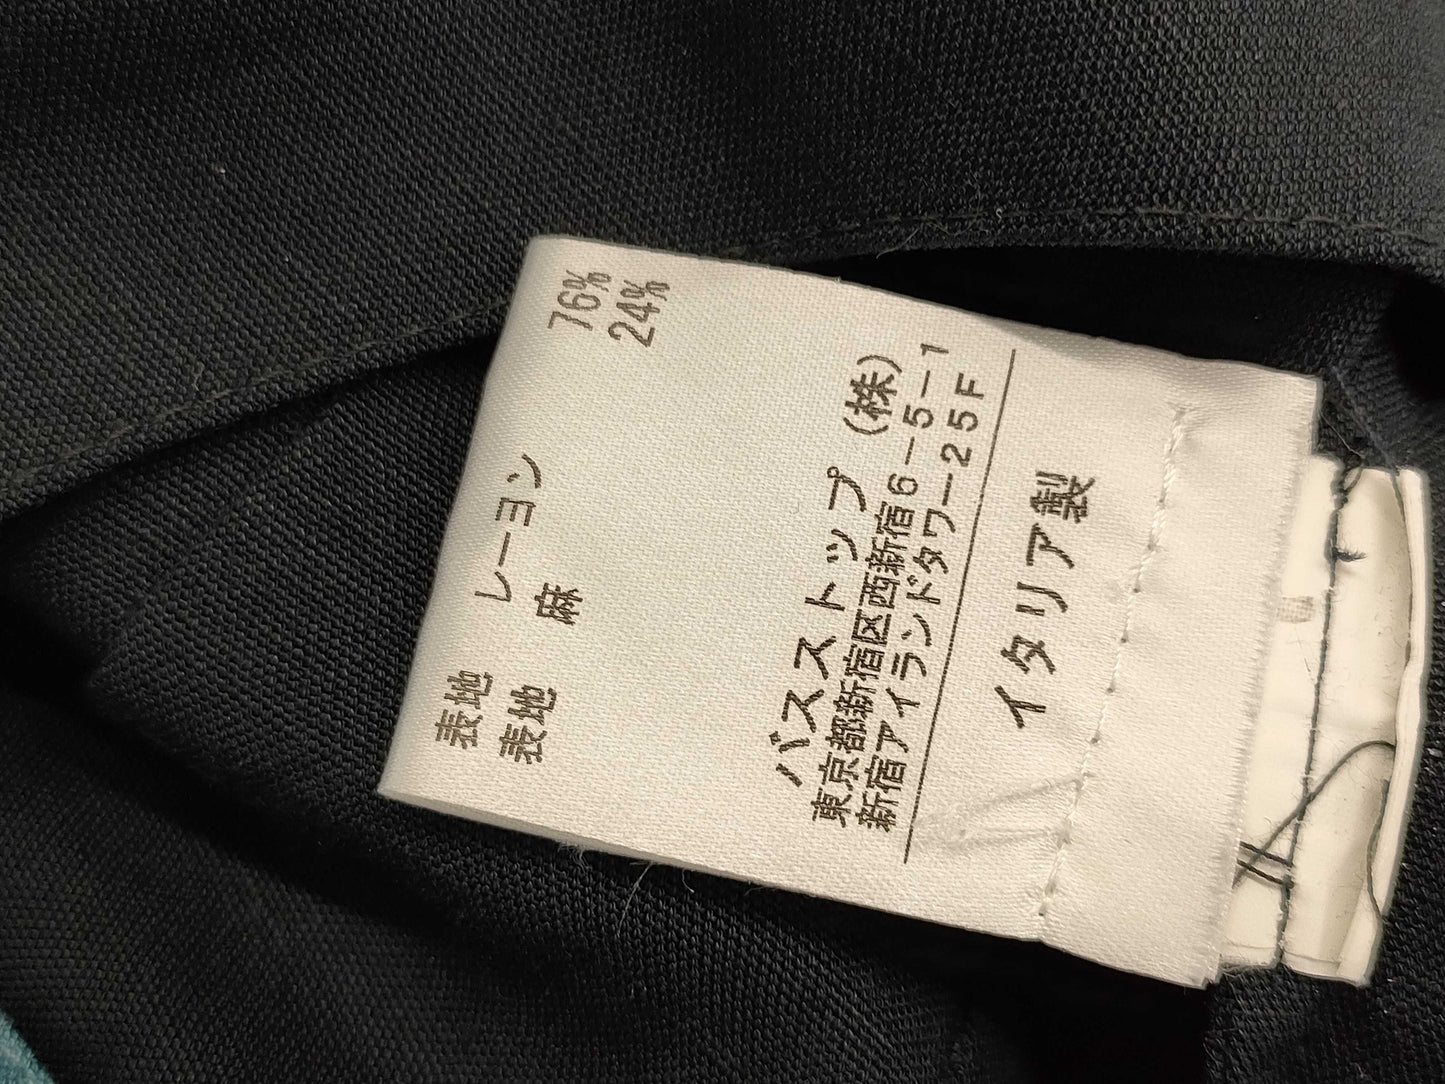 表地 レーヨン 76%
表地 麻 24%
バスストップ (株)
東京都新宿区西新宿6-5-1
新宿アイランドタワー25F
イタリア製